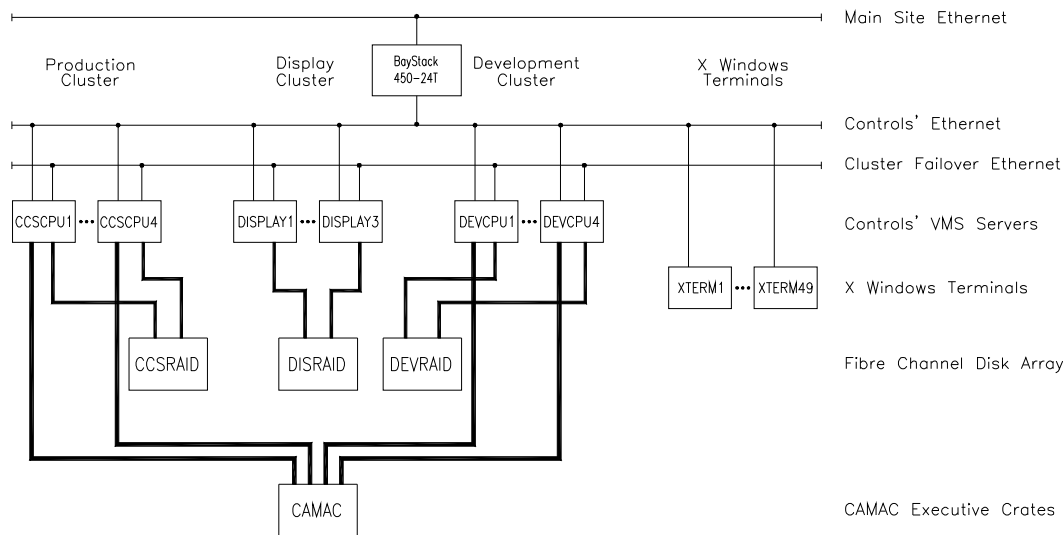 Main Site Ethernet
Production Cluster
Display Cluster
BayStack 450-24T
Development Cluster
X Windows Terminals
Controls' Ethernet
Cluster Failover Ethernet
CCSCPU1 ••• CCSCPU4
DISPLAY1 ••• DISPLAY3
DEVCPU1 ••• DEVCPU4
Controls' VMS Servers
XTERM1 ••• XTERM49
X Windows Terminals
CCSRAID
DISRAID
DEVRAID
Fibre Channel Disk Array
CAMAC
CAMAC Executive Crates